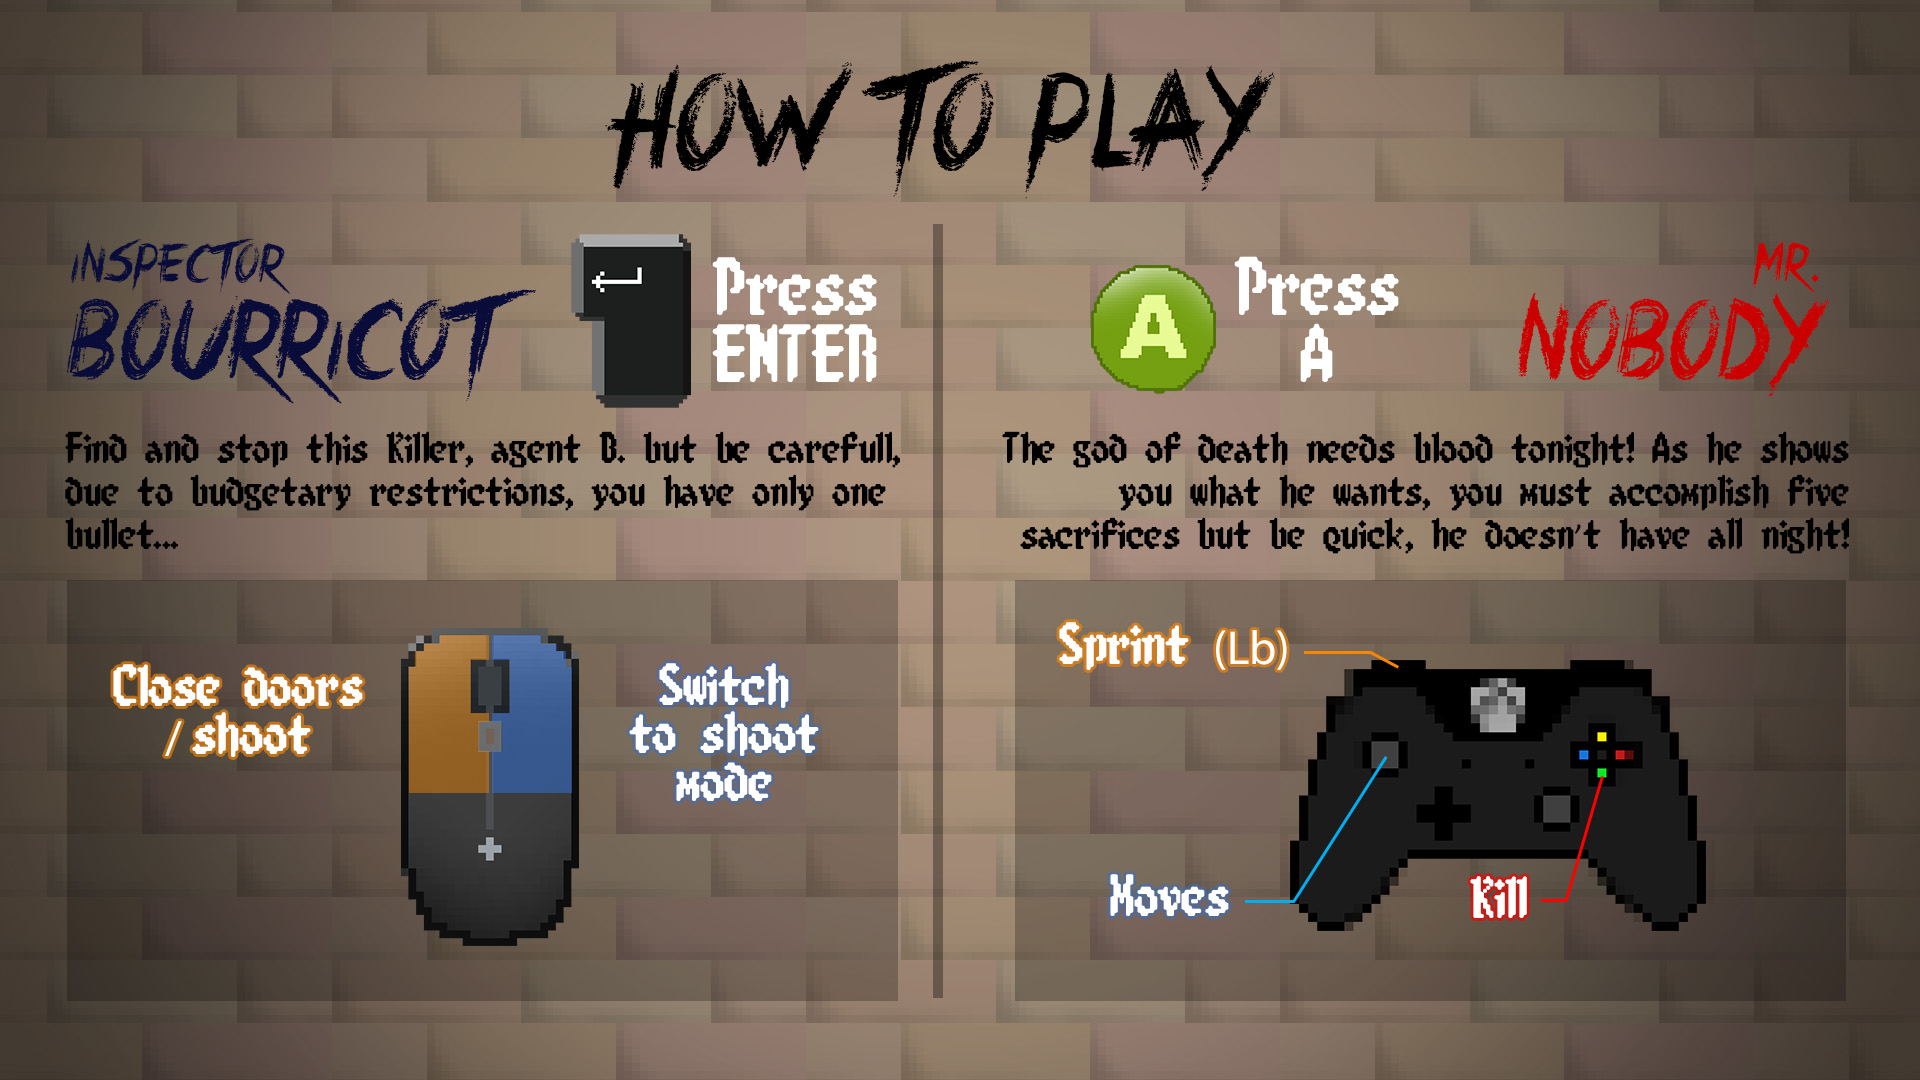 HOW TO PLAY
INSPECTOR
BOURRICOT
Press
ENTER
Find and stop this Killer, agent B. but be carefull,
due to budgetary restrictions, you have only one
bullet...
Close doors
/ shoot
Switch
to shoot
mode
A
Press
A
MR.
NOBODY
The god of death needs blood tonight! As he shows
you what he wants, you must accomplish five
sacrifices but be quick, he doesn't have all night!
Sprint (Lb)
Moves
Kill